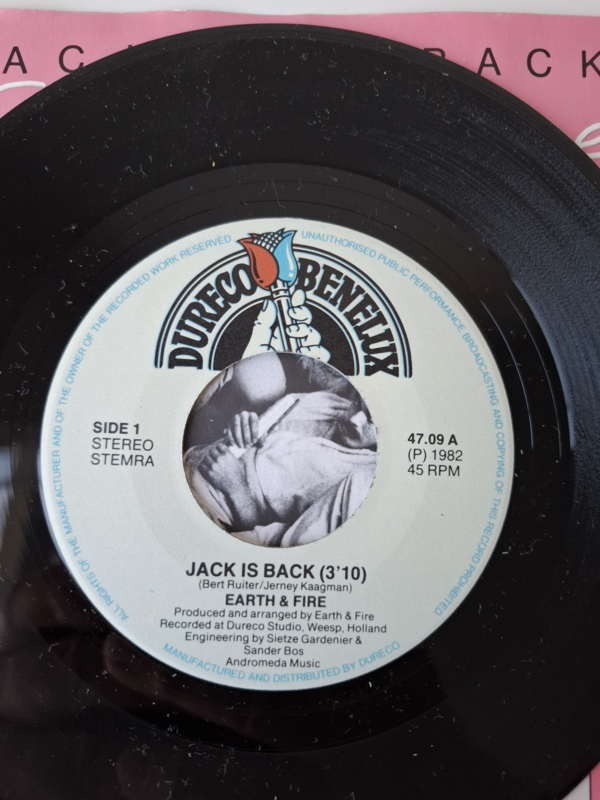 ACK
BACK
DURECO BENELUX
ALL RIGHTS OF THE MANUFACTURER AND OF THE OWNER OF THE RECORDED WORK RESERVED
UNAUTHORISED PUBLIC PERFORMANCE BROADCASTING AND COPYING OF THIS RECORD PROHIBITED
SIDE 1
STEREO
STEMRA
47.09 A
(P) 1982
45 RPM
JACK IS BACK (3'10)
(Bert Ruiter/Jerney Kaagman)
EARTH & FIRE
Produced and arranged by Earth & Fire
Recorded at Dureco Studio, Weesp, Holland
Engineering by Sietze Gardenier &
Sander Bos
Andromeda Music
MANUFACTURED AND DISTRIBUTED BY DURECO